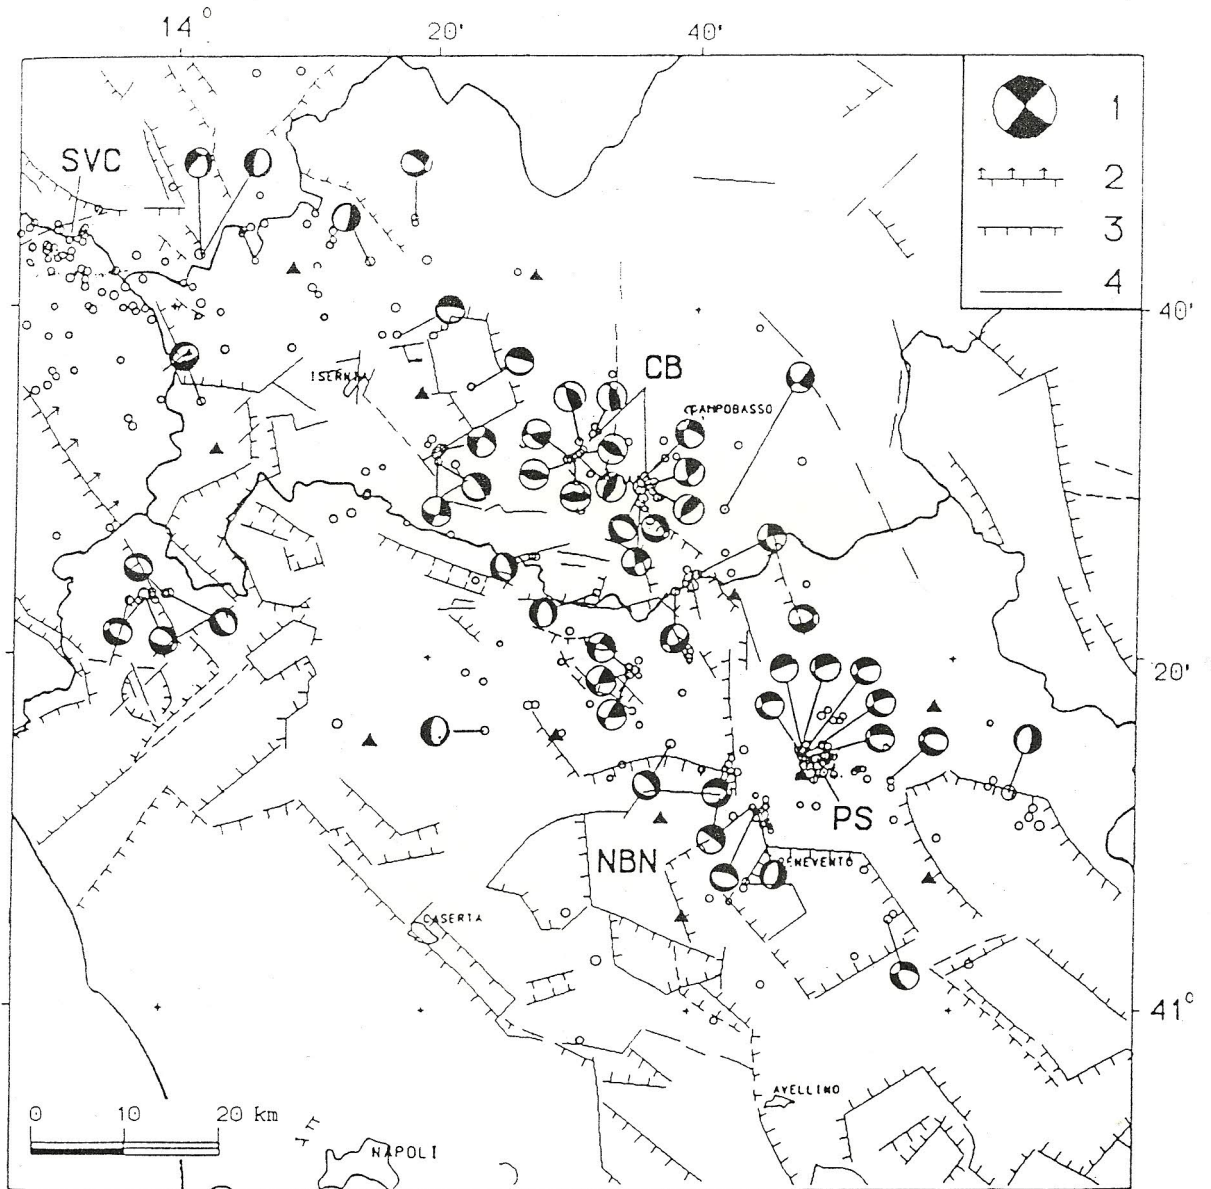 14° 20' 40'
1
SVC
2
3
4
40'
CB
ISERNIA
CAMPOBASSO
20'
PS
NBN
BENEVENTO
CASERTA
41°
AVELLINO
0 10 20 km
NAPOLI